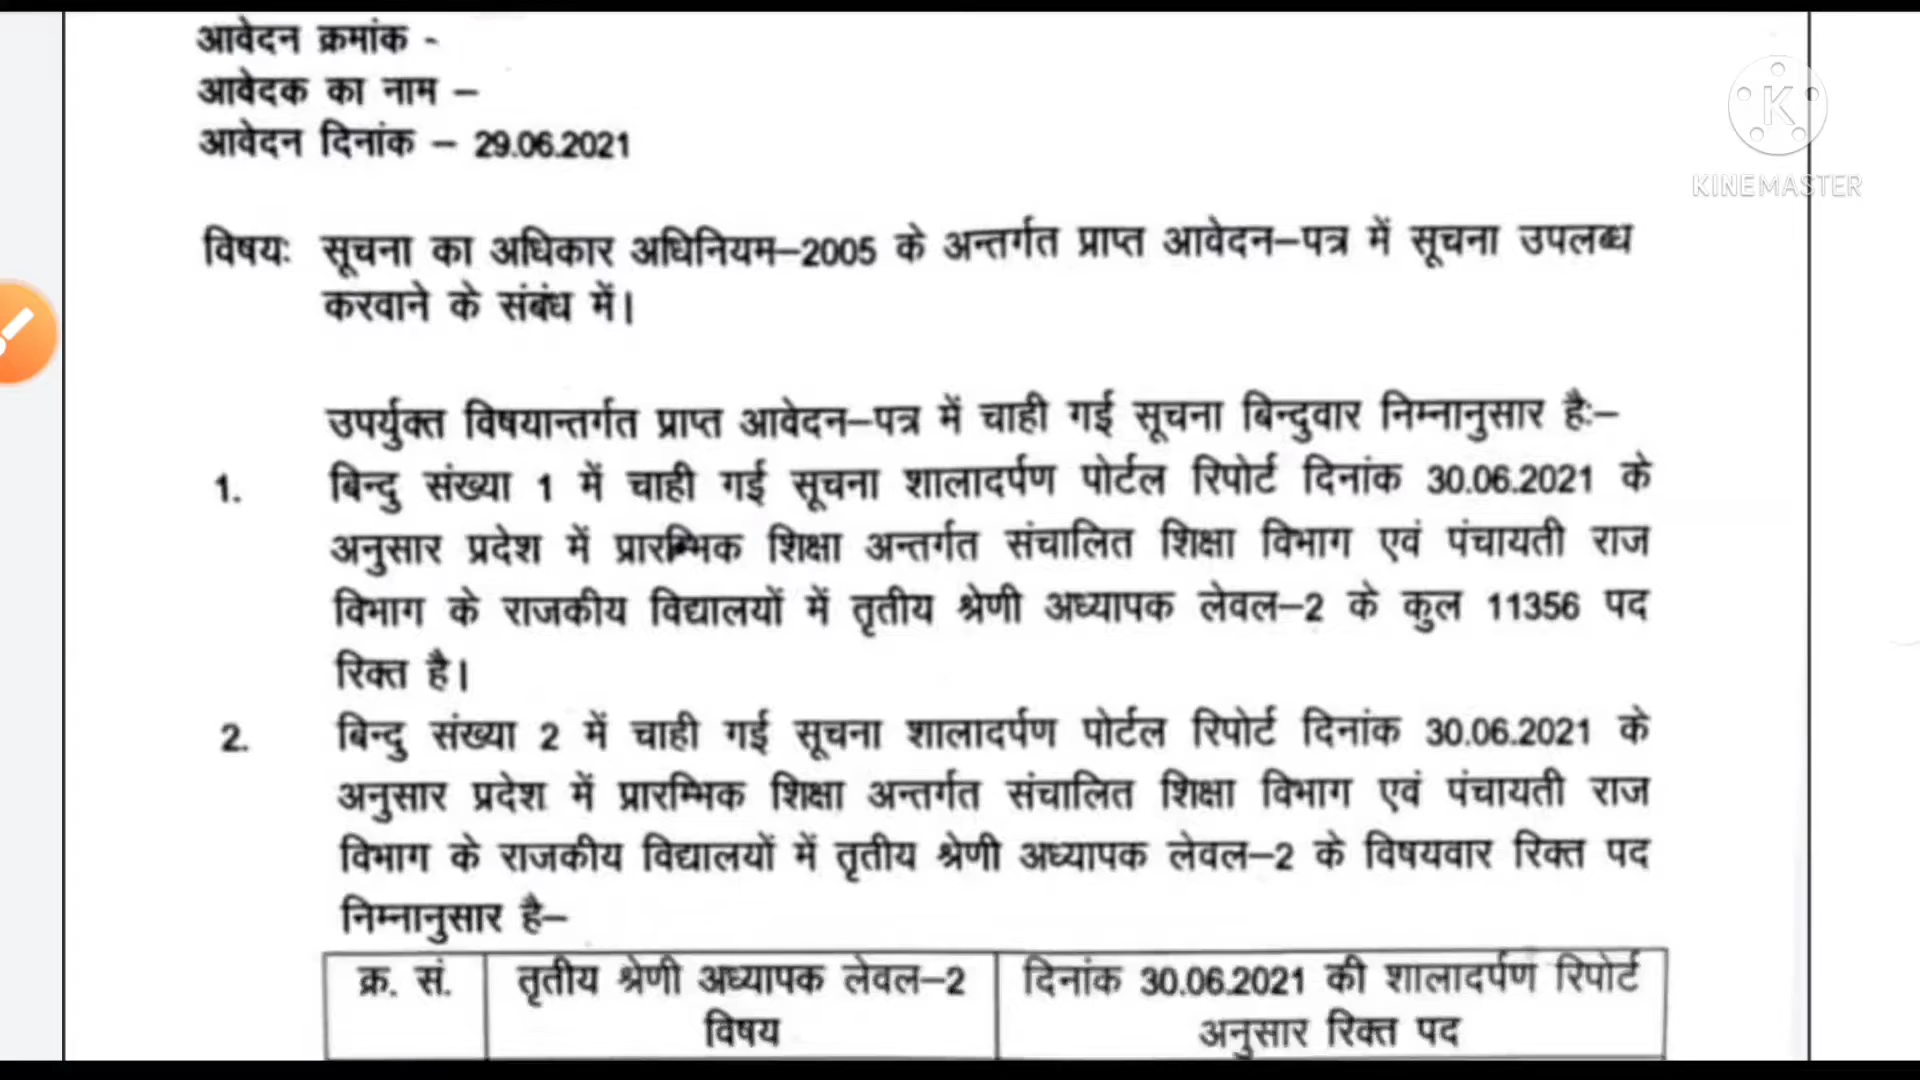 आवेदन क्रमांक -
आवेदक का नाम –
आवेदन दिनांक – 29.06.2021
KINEMASTER
विषयः सूचना का अधिकार अधिनियम–2005 के अन्तर्गत प्राप्त आवेदन–पत्र में सूचना उपलब्ध
करवाने के संबंध में।
उपर्युक्त विषयान्तर्गत प्राप्त आवेदन–पत्र में चाही गई सूचना बिन्दुवार निम्नानुसार हैः–
1. बिन्दु संख्या 1 में चाही गई सूचना शालादर्पण पोर्टल रिपोर्ट दिनांक 30.06.2021 के
अनुसार प्रदेश में प्रारम्भिक शिक्षा अन्तर्गत संचालित शिक्षा विभाग एवं पंचायती राज
विभाग के राजकीय विद्यालयों में तृतीय श्रेणी अध्यापक लेवल–2 के कुल 11356 पद
रिक्त है।
2. बिन्दु संख्या 2 में चाही गई सूचना शालादर्पण पोर्टल रिपोर्ट दिनांक 30.06.2021 के
अनुसार प्रदेश में प्रारम्भिक शिक्षा अन्तर्गत संचालित शिक्षा विभाग एवं पंचायती राज
विभाग के राजकीय विद्यालयों में तृतीय श्रेणी अध्यापक लेवल–2 के विषयवार रिक्त पद
निम्नानुसार है–
क्र. सं. तृतीय श्रेणी अध्यापक लेवल–2 दिनांक 30.06.2021 की शालादर्पण रिपोर्ट
विषय अनुसार रिक्त पद